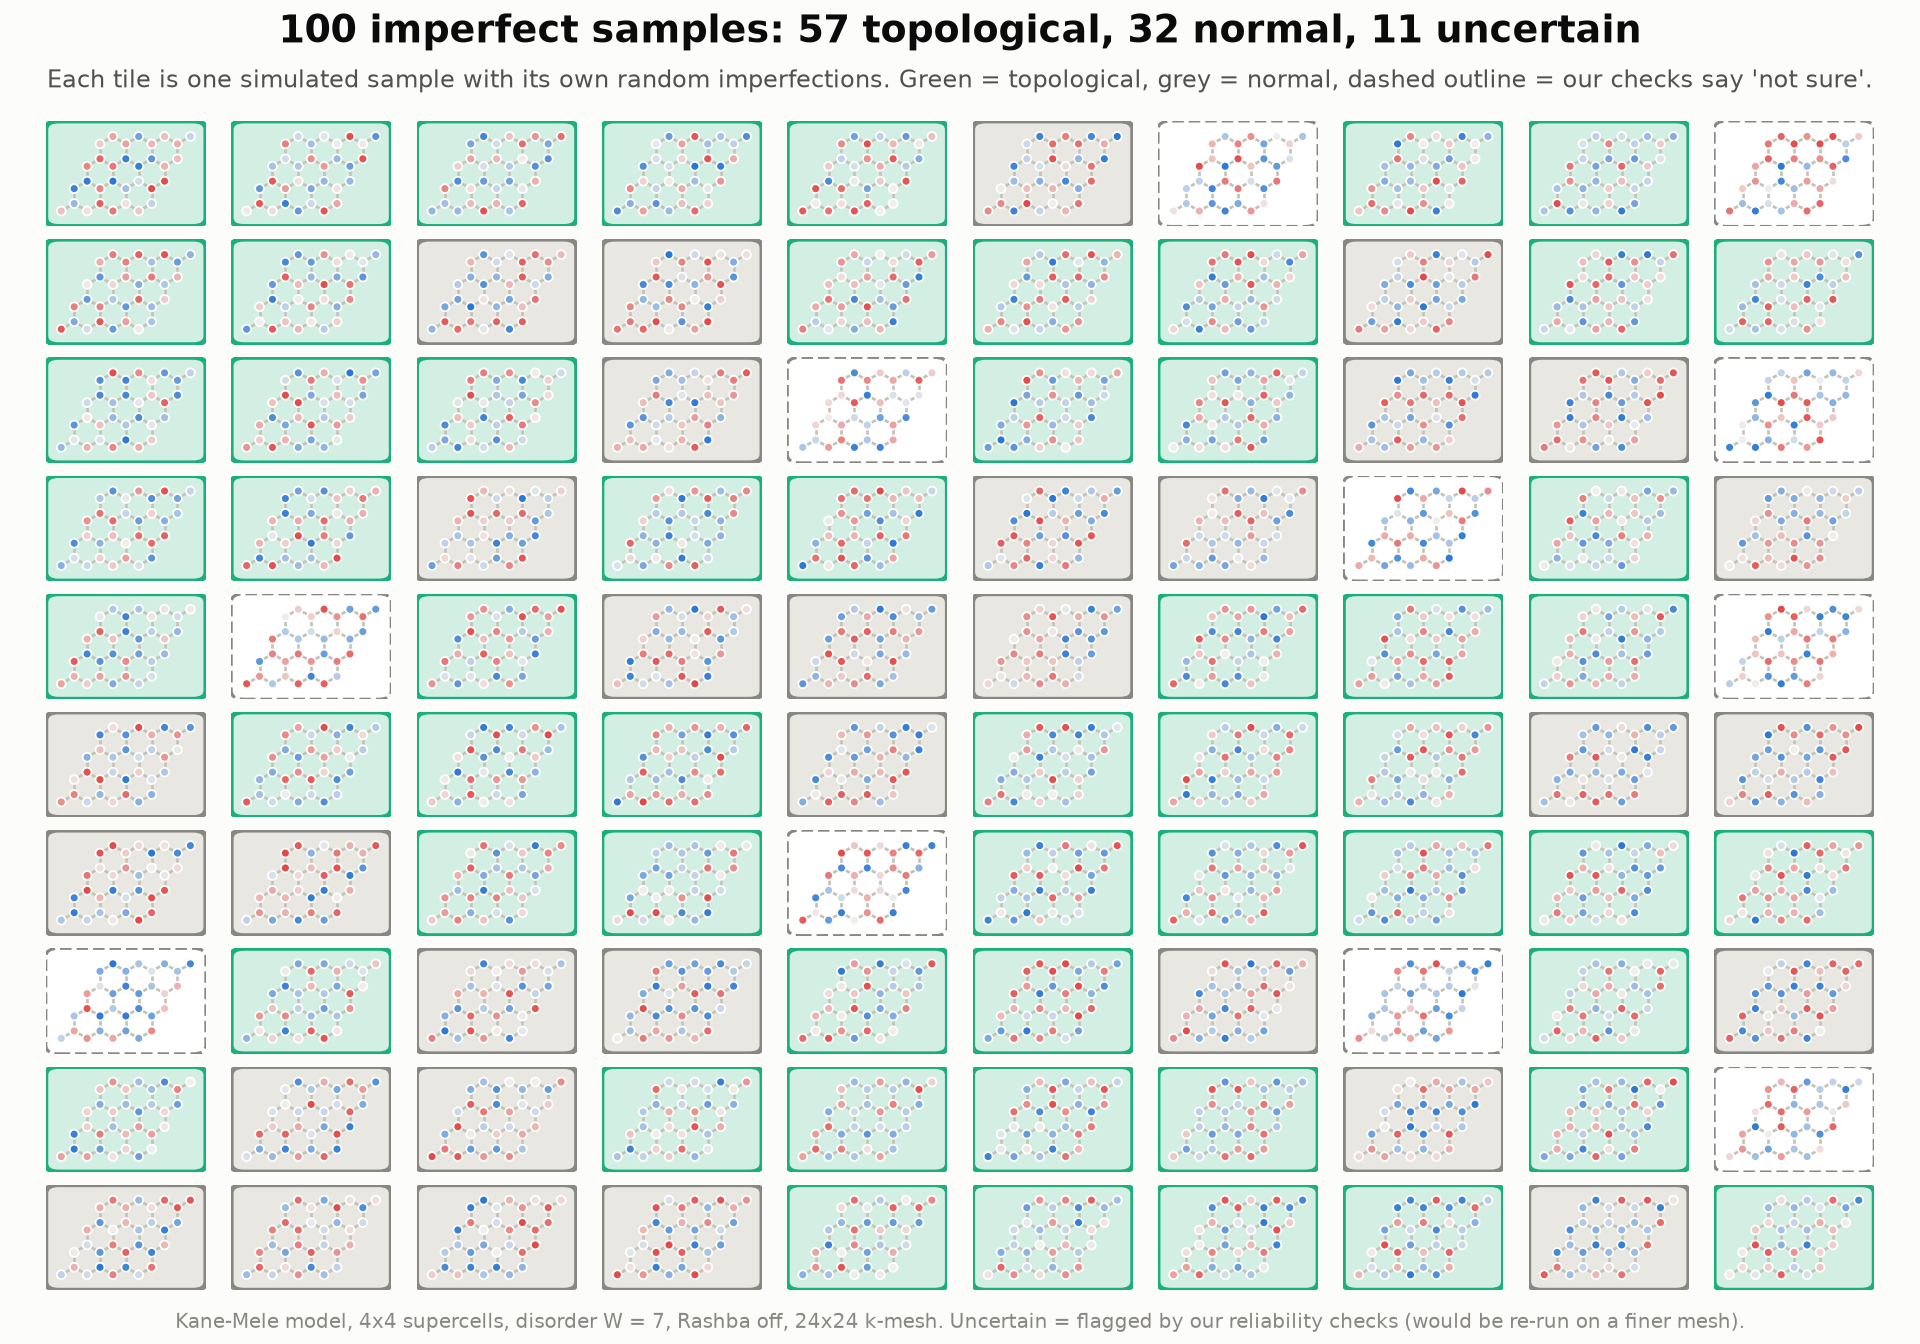 100 imperfect samples: 57 topological, 32 normal, 11 uncertain
Each tile is one simulated sample with its own random imperfections. Green = topological, grey = normal, dashed outline = our checks say 'not sure'.
Kane-Mele model, 4x4 supercells, disorder W = 7, Rashba off, 24x24 k-mesh. Uncertain = flagged by our reliability checks (would be re-run on a finer mesh).